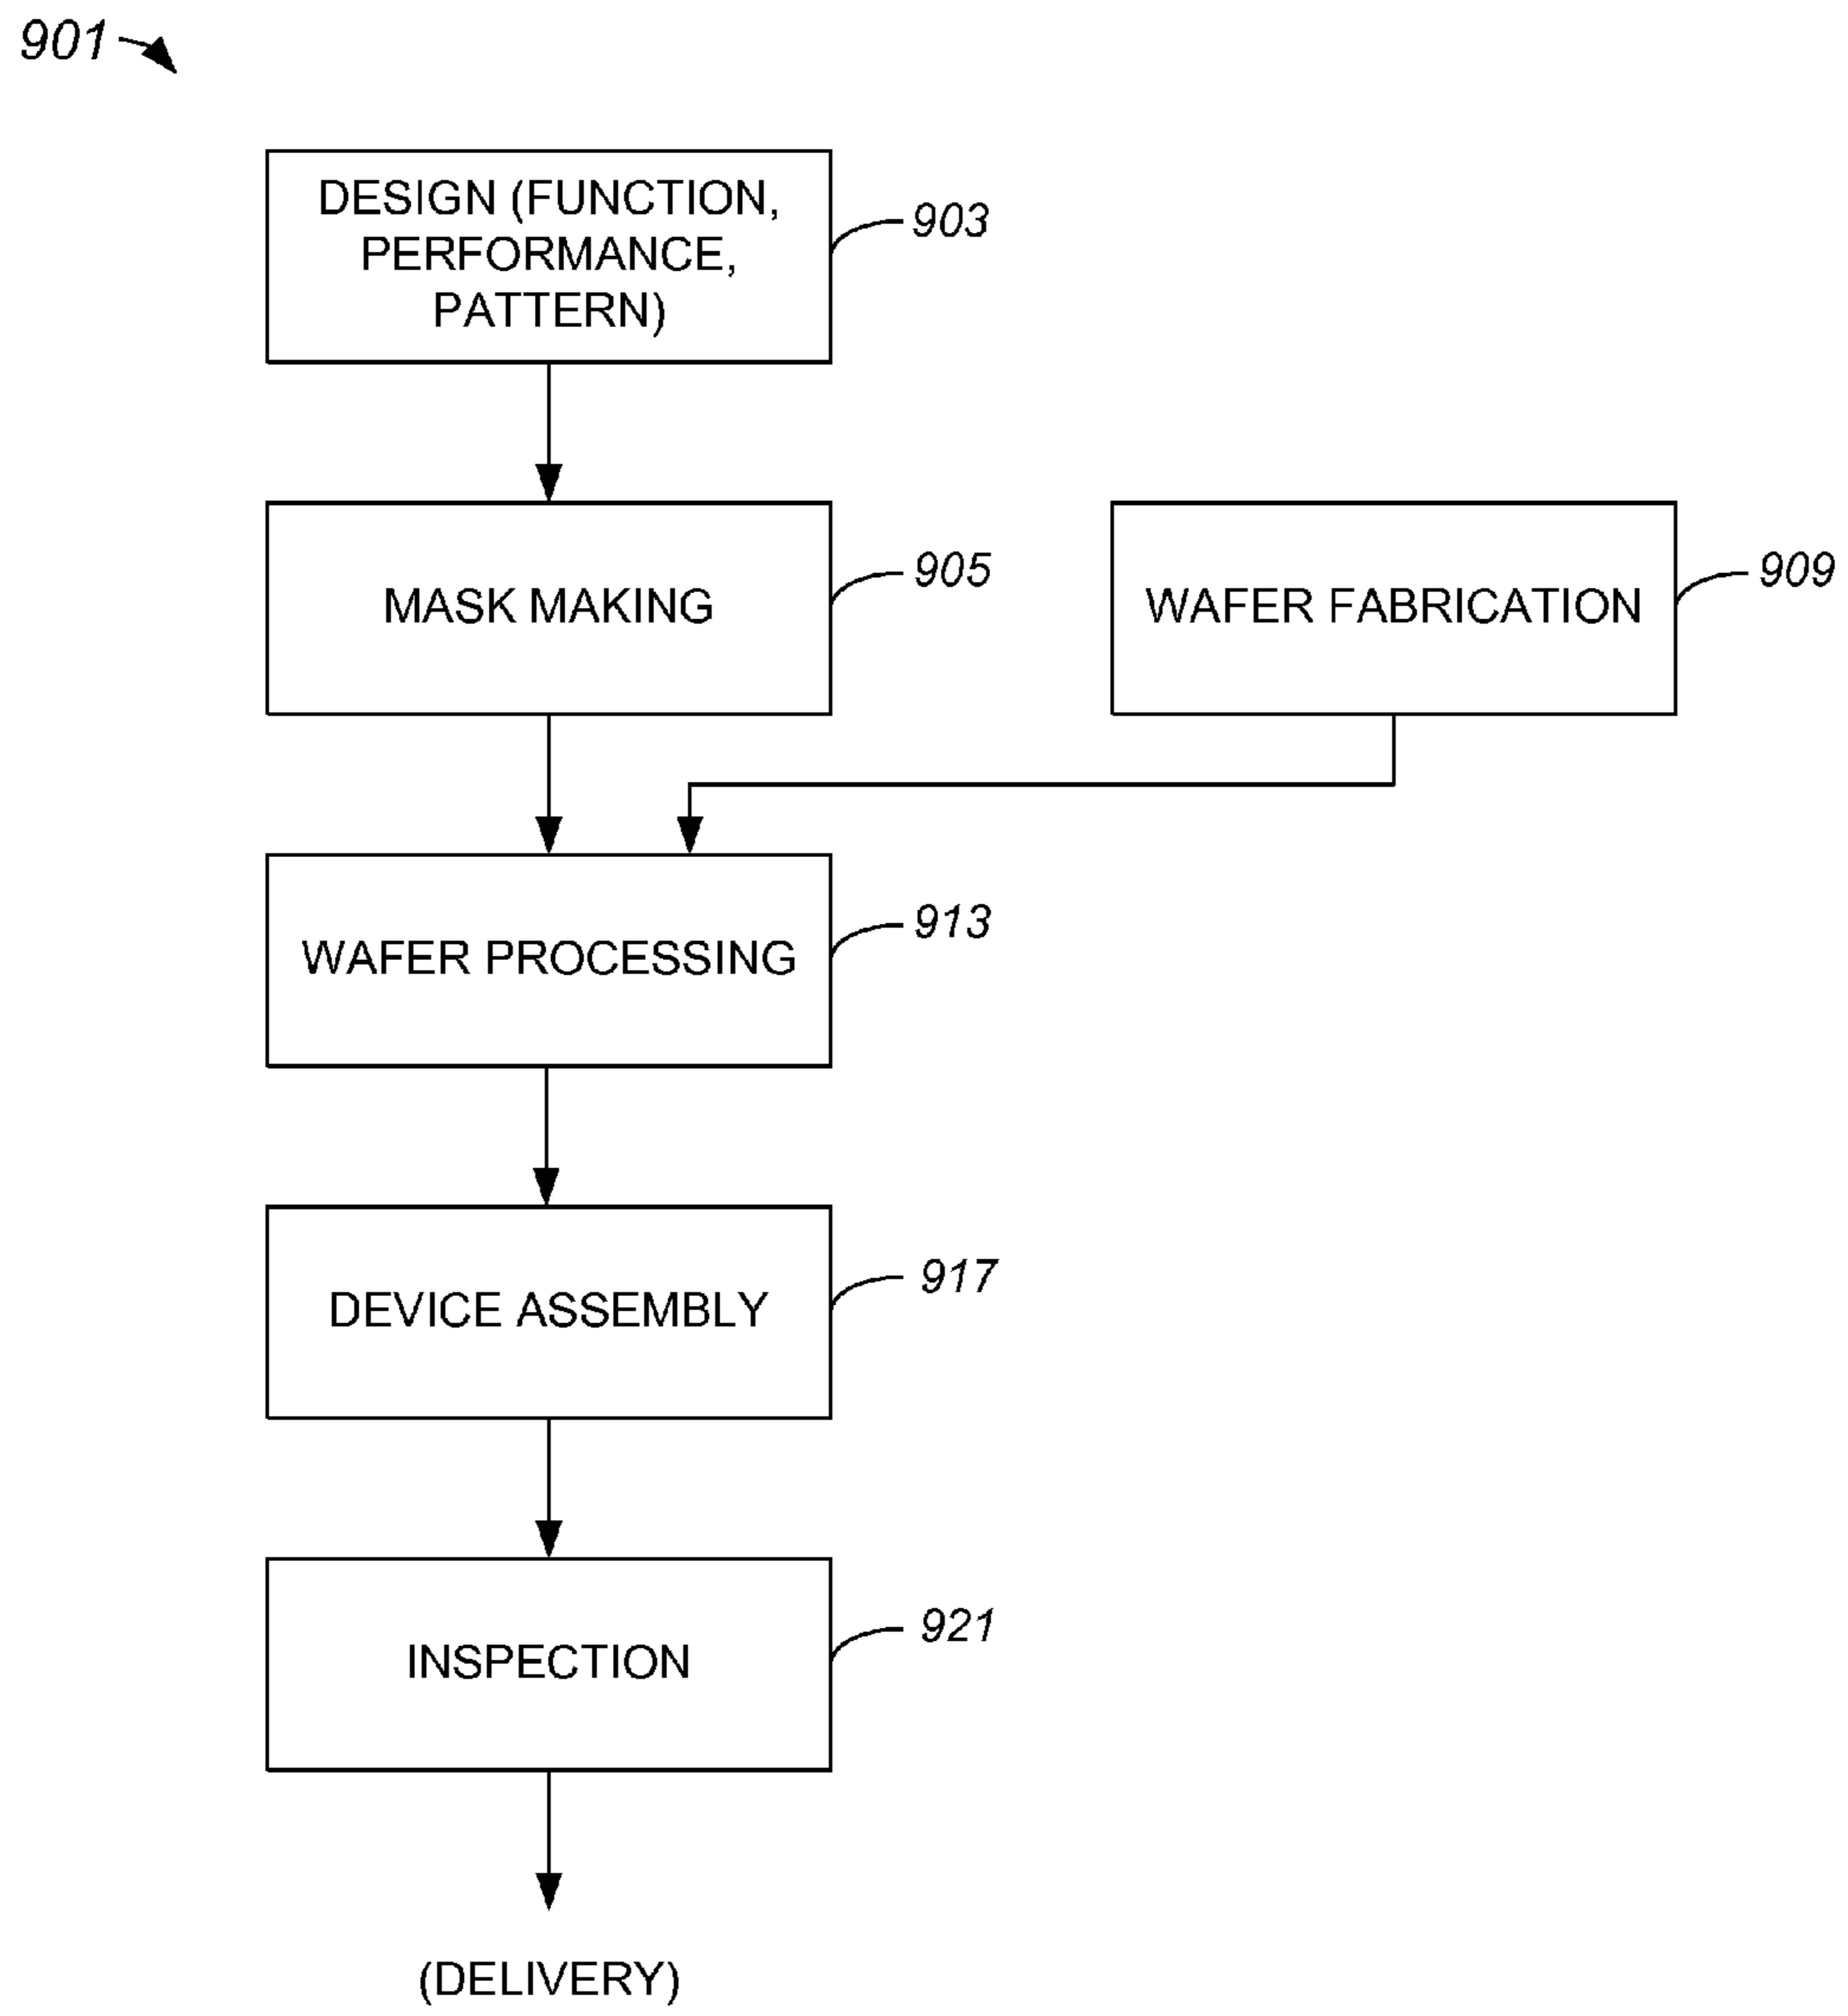 901
DESIGN (FUNCTION,
PERFORMANCE,
PATTERN)
903
MASK MAKING
905
WAFER FABRICATION
909
WAFER PROCESSING
913
DEVICE ASSEMBLY
917
INSPECTION
921
(DELIVERY)